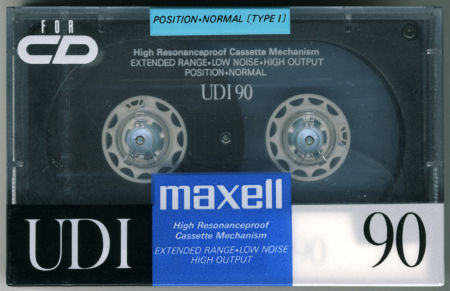 POSITION•NORMAL (TYPE I)
FOR
CD
High Resonanceproof Cassette Mechanism
EXTENDED RANGE•LOW NOISE•HIGH OUTPUT
POSITION•NORMAL
UDI 90
maxell
High Resonanceproof
Cassette Mechanism
EXTENDED RANGE•LOW NOISE
HIGH OUTPUT
UDI
90